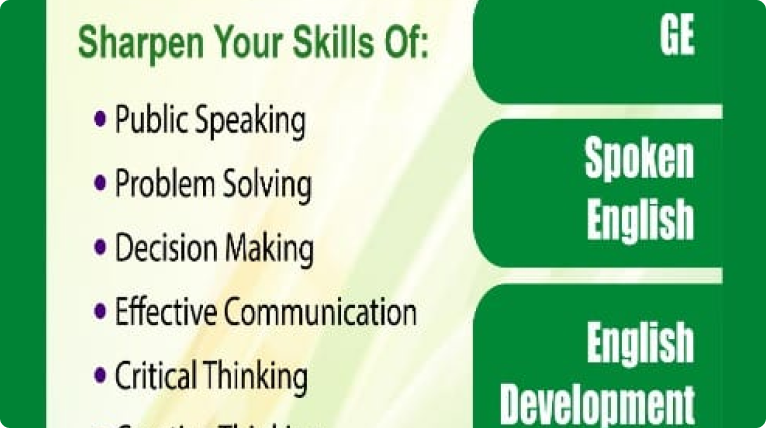 Sharpen Your Skills Of:
• Public Speaking
• Problem Solving
• Decision Making
• Effective Communication
• Critical Thinking
GE
Spoken
English
English
Development